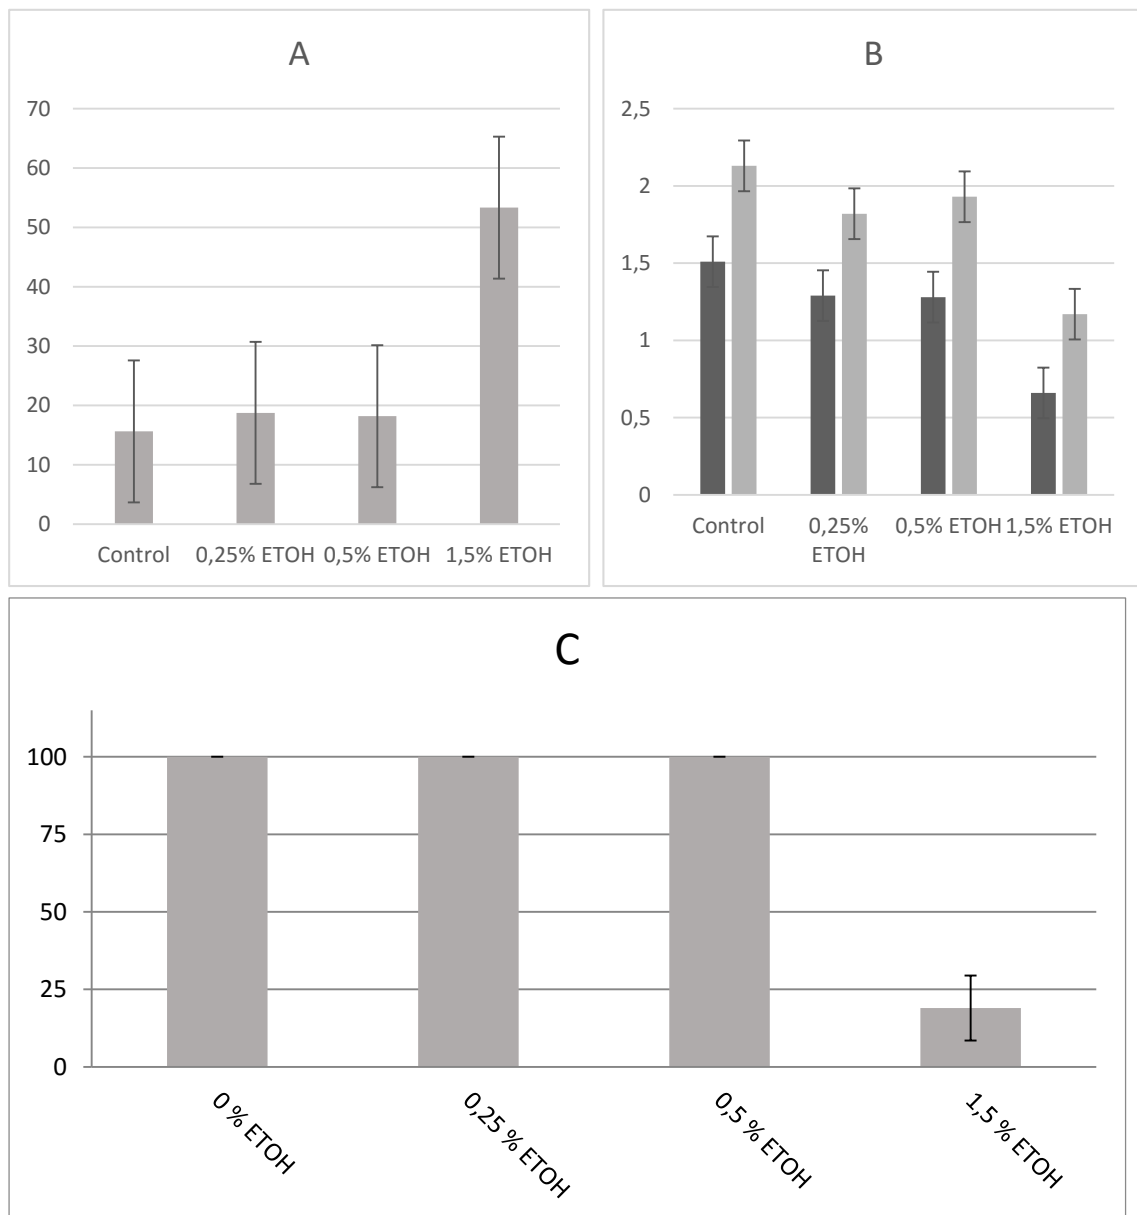 A
70
60
50
40
30
20
10
0
Control 0,25% ETOH 0,5% ETOH 1,5% ETOH
B
2,5
2
1,5
1
0,5
0
Control 0,25% 0,5% ETOH 1,5% ETOH
ETOH
C
100
75
50
25
0
0 % ETOH
0,25 % ETOH
0,5 % ETOH
1,5 % ETOH